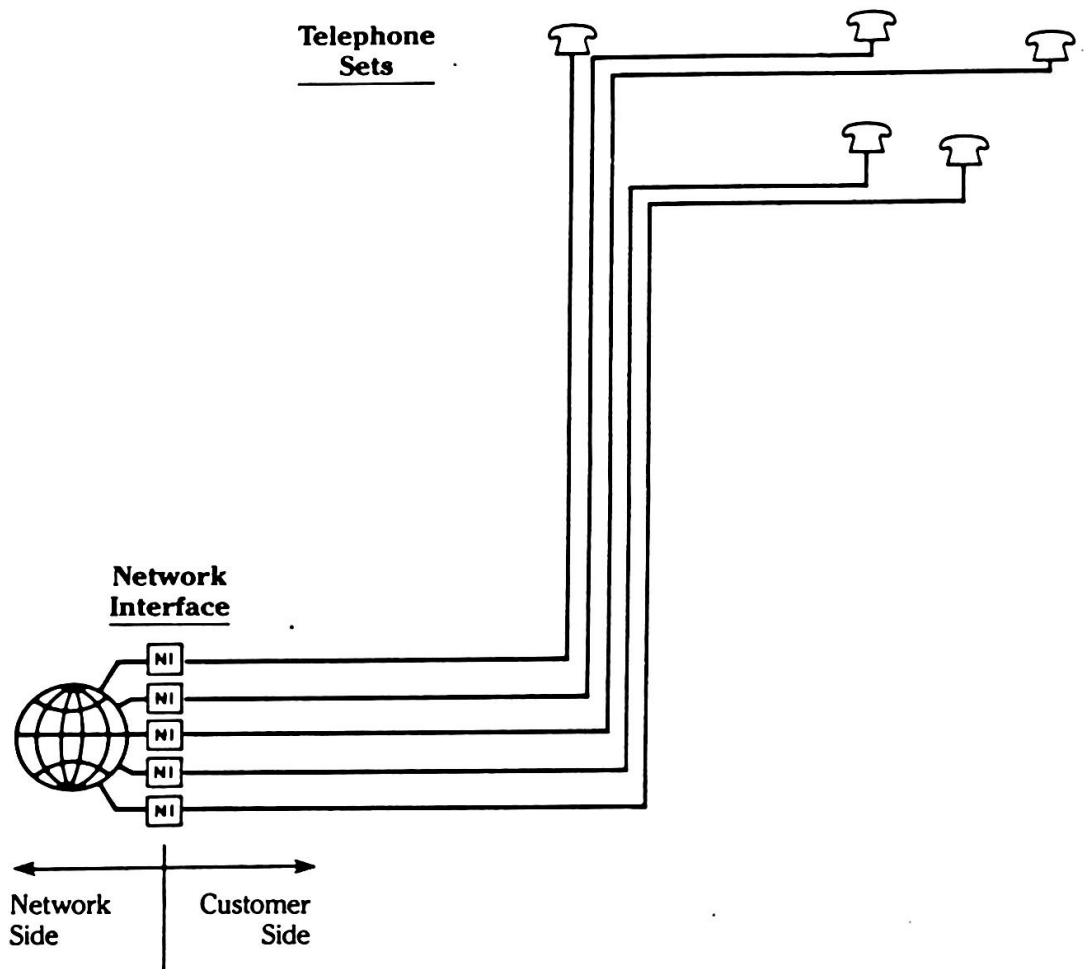 Telephone
Sets
Network
Interface
NI
NI
NI
NI
NI
Network
Side
Customer
Side